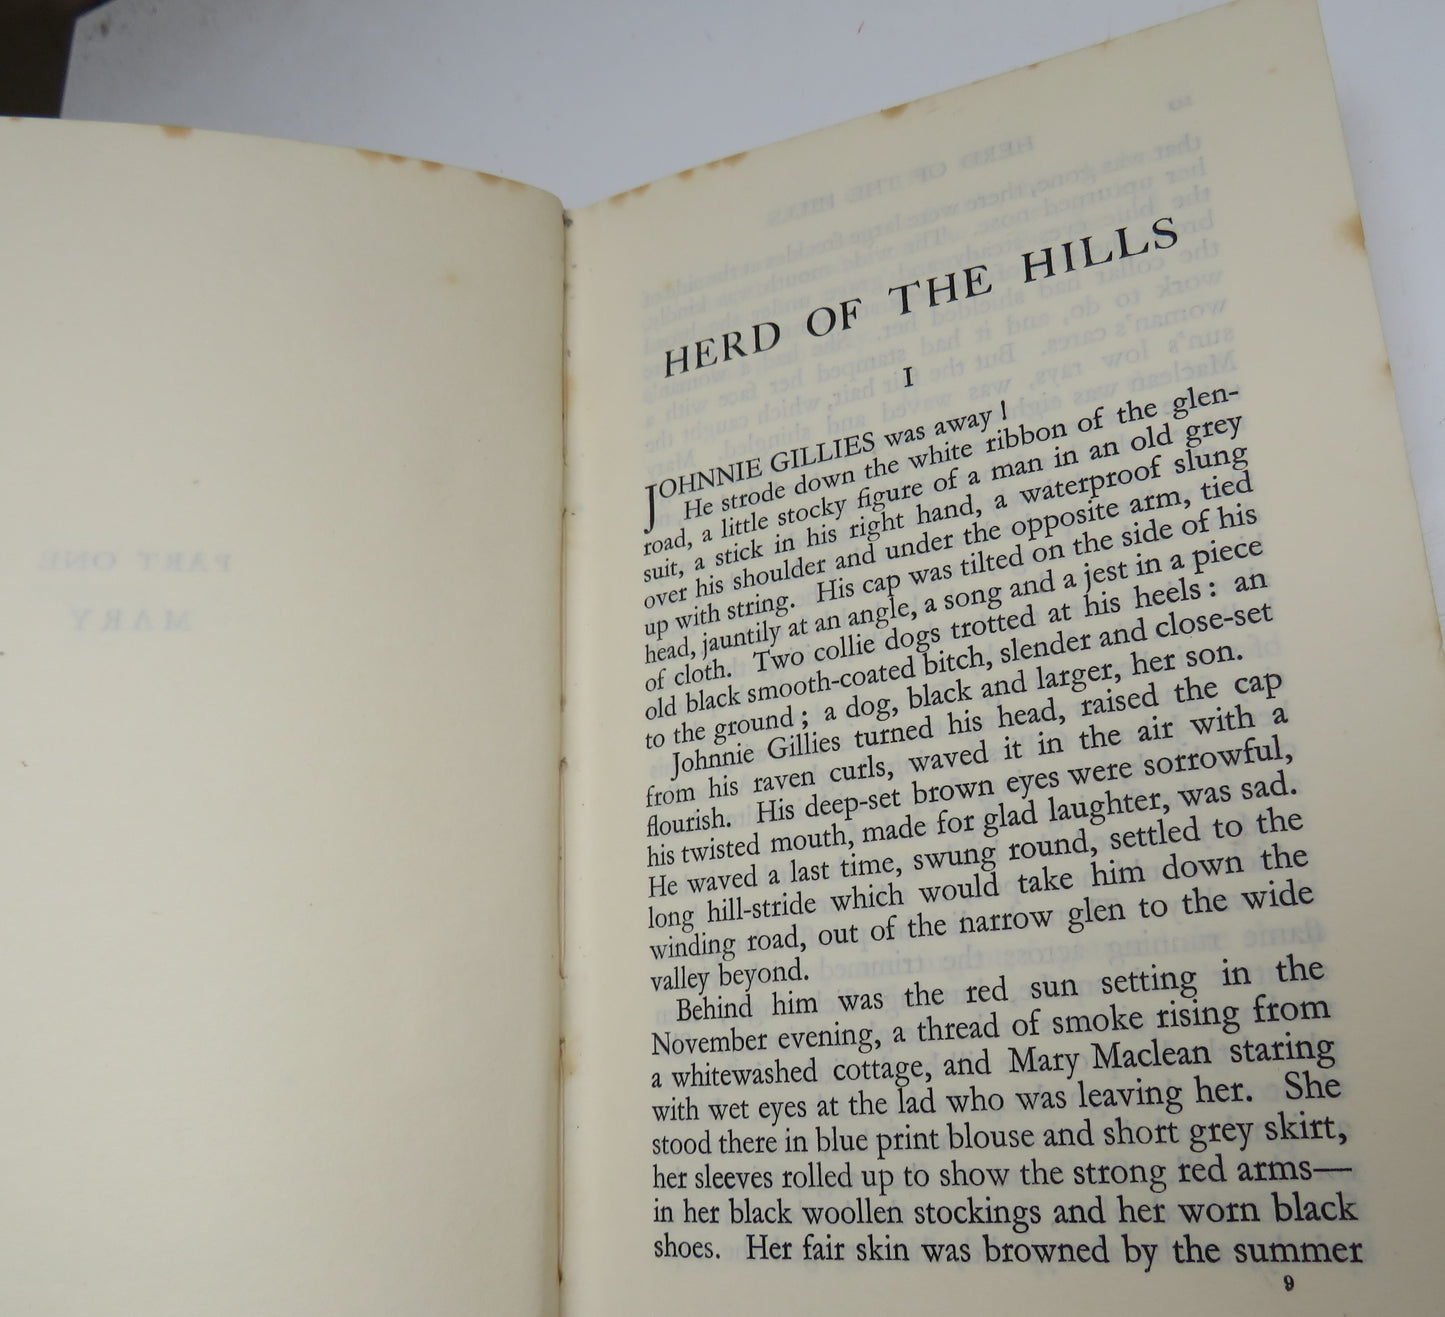 PART ONE
MARY
HERD OF THE HILLS
I
JOHNNIE GILLIES was away!
He strode down the white ribbon of the glen-
road, a little stocky figure of a man in an old grey
suit, a stick in his right hand, a waterproof slung
over his shoulder and under the opposite arm, tied
up with string. His cap was tilted on the side of his
head, jauntily at an angle, a song and a jest in a piece
of cloth. Two collie dogs trotted at his heels: an
old black smooth-coated bitch, slender and close-set
to the ground; a dog, black and larger, her son.
Johnnie Gillies turned his head, raised the cap
from his raven curls, waved it in the air with a
flourish. His deep-set brown eyes were sorrowful,
his twisted mouth, made for glad laughter, was sad.
He waved a last time, swung round, settled to the
long hill-stride which would take him down the
winding road, out of the narrow glen to the wide
valley beyond.
Behind him was the red sun setting in the
November evening, a thread of smoke rising from
a whitewashed cottage, and Mary Maclean staring
with wet eyes at the lad who was leaving her. She
stood there in blue print blouse and short grey skirt,
her sleeves rolled up to show the strong red arms—
in her black woollen stockings and her worn black
shoes. Her fair skin was browned by the summer
9